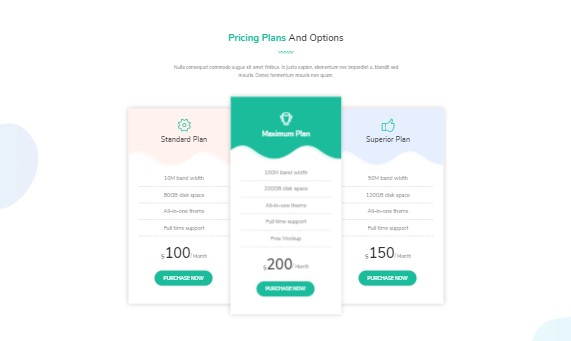 Pricing Plans And Options
Nulla consequat commodo augue sit amet finibus. In justo sapien, elementum nec imperdiet a, blandit sed
mauris. Donec fermentum mauris non quam.
Standard Plan
10M band width
80GB disk space
All-in-one theme
Full time support
$100/Month
PURCHASE NOW
Maximum Plan
100M band width
200GB disk space
All-in-one theme
Full time support
Free Mockup
$200/Month
PURCHASE NOW
Superior Plan
50M band width
120GB disk space
All-in-one theme
Full time support
$150/Month
PURCHASE NOW